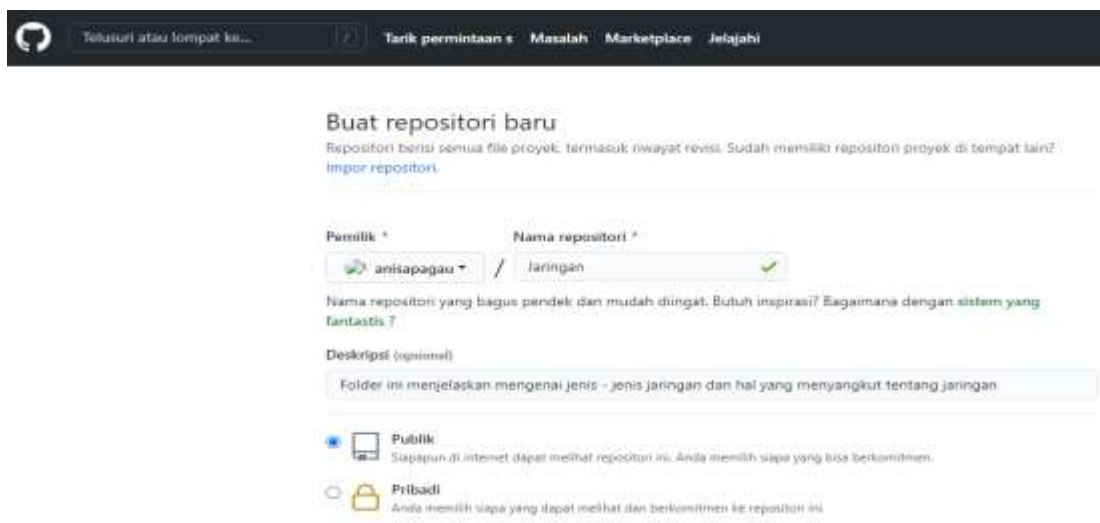 Telusuri atau lompat ke... / Tarik permintaan s Masalah Marketplace Jelajahi
Buat repositori baru
Repositori berisi semua file proyek, termasuk riwayat revisi. Sudah memiliki repositori proyek di tempat lain?
Impor repositori.
Pemilik * Nama repositori *
anisapagau / Jaringan
Nama repositori yang bagus pendek dan mudah diingat. Butuh inspirasi? Bagaimana dengan sistem yang
fantastis ?
Deskripsi (opsional)
Folder ini menjelaskan mengenai jenis - jenis jaringan dan hal yang menyangkut tentang jaringan
Publik
Siapapun di internet dapat melihat repositori ini. Anda memilih siapa yang bisa berkomitmen.
Pribadi
Anda memilih siapa yang dapat melihat dan berkomitmen ke repositori ini.